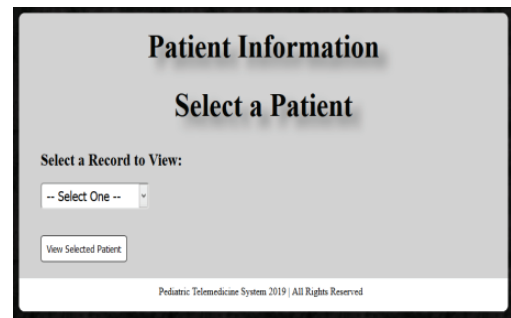 Patient Information
Select a Patient
Select a Record to View:
-- Select One --
View Selected Patient
Pediatric Telemedicine System 2019 | All Rights Reserved